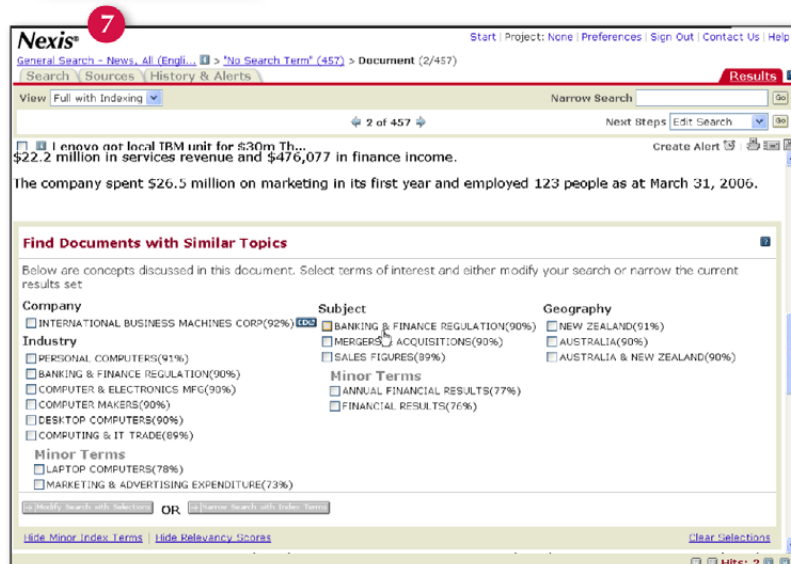 7
Nexis®
Start | Project: None | Preferences | Sign Out | Contact Us | Help
General Search - News, All (Engli... > "No Search Term" (457) > Document (2/457)
Search Sources History & Alerts Results
View Full with Indexing Narrow Search Go
2 of 457 Next Steps Edit Search Go
Lenovo got local IBM unit for $30m Th... Create Alert
$22.2 million in services revenue and $476,077 in finance income.
The company spent $26.5 million on marketing in its first year and employed 123 people as at March 31, 2006.
Find Documents with Similar Topics ?
Below are concepts discussed in this document. Select terms of interest and either modify your search or narrow the current
results set
Company
INTERNATIONAL BUSINESS MACHINES CORP(92%)
Industry
PERSONAL COMPUTERS(91%)
BANKING & FINANCE REGULATION(90%)
COMPUTER & ELECTRONICS MFG(90%)
COMPUTER MAKERS(90%)
DESKTOP COMPUTERS(90%)
COMPUTING & IT TRADE(89%)
Minor Terms
LAPTOP COMPUTERS(78%)
MARKETING & ADVERTISING EXPENDITURE(73%)
Subject
BANKING & FINANCE REGULATION(90%)
MERGERS ACQUISITIONS(90%)
SALES FIGURES(89%)
Minor Terms
ANNUAL FINANCIAL RESULTS(77%)
FINANCIAL RESULTS(76%)
Geography
NEW ZEALAND(91%)
AUSTRALIA(90%)
AUSTRALIA & NEW ZEALAND(90%)
Modify Search with Selections OR Narrow Search with Index Terms
Hide Minor Index Terms | Hide Relevancy Scores Clear Selections
Hits: 2